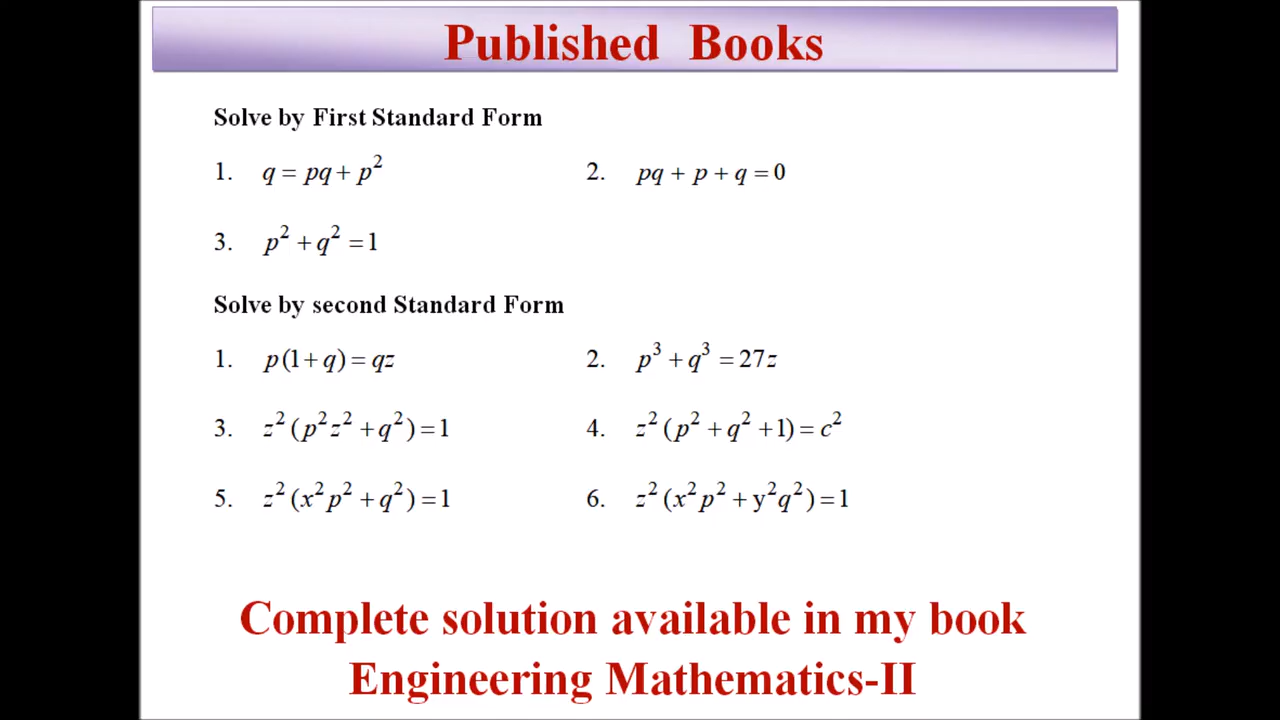 Published Books
Solve by First Standard Form
1. q = pq + p² 2. pq + p + q = 0
3. p² + q² = 1
Solve by second Standard Form
1. p(1 + q) = qz 2. p³ + q³ = 27z
3. z²(p²z² + q²) = 1 4. z²(p² + q² + 1) = c²
5. z²(x²p² + q²) = 1 6. z²(x²p² + y²q²) = 1
Complete solution available in my book
Engineering Mathematics-II